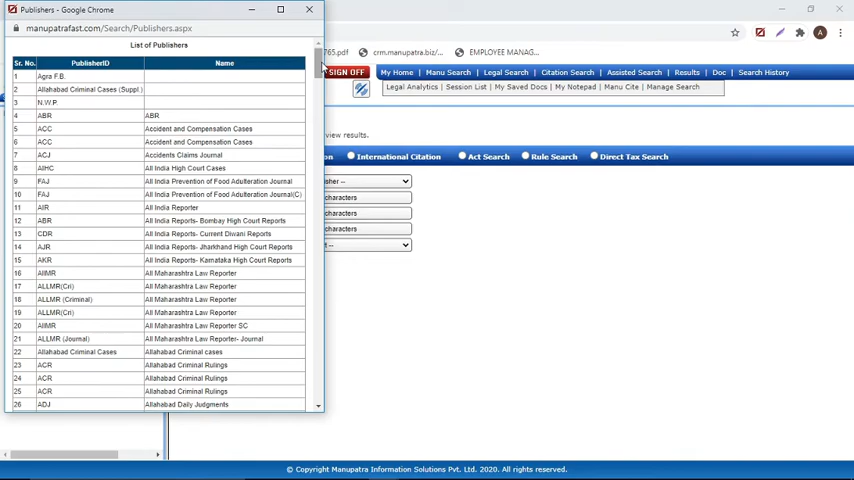 Publishers - Google Chrome
manupatrafast.com/Search/Publishers.aspx
765.pdf crm.manupatra.biz/... EMPLOYEE MANAG...
A
List of Publishers
Sr. No. PublisherID Name
1 Agra F.B.
2 Allahabad Criminal Cases (Suppl.)
3 N.W.P.
4 ABR ABR
5 ACC Accident and Compensation Cases
6 ACC Accident and Compensation Cases
7 ACJ Accidents Claims Journal
8 AIHC All India High Court Cases
9 FAJ All India Prevention of Food Adulteration Journal
10 FAJ All India Prevention of Food Adulteration Journal(C)
11 AIR All India Reporter
12 ABR All India Reports- Bombay High Court Reports
13 CDR All India Reports- Current Diwani Reports
14 AJR All India Reports- Jharkhand High Court Reports
15 AKR All India Reports- Karnataka High Court Reports
16 AllMR All Maharashtra Law Reporter
17 ALLMR(Cri) All Maharashtra Law Reporter
18 ALLMR (Criminal) All Maharashtra Law Reporter
19 ALLMR(Cri) All Maharashtra Law Reporter
20 AllMR All Maharashtra Law Reporter SC
21 ALLMR (Journal) All Maharashtra Law Reporter- Journal
22 Allahabad Criminal Cases Allahabad Criminal cases
23 ACR Allahabad Criminal Rulings
24 ACR Allahabad Criminal Rulings
25 ACR Allahabad Criminal Rulings
26 ADJ Allahabad Daily Judgments
SIGN OFF My Home Manu Search Legal Search Citation Search Assisted Search Results Doc Search History
Legal Analytics | Session List | My Saved Docs | My Notepad | Manu Cite | Manage Search
view results.
on International Citation Act Search Rule Search Direct Tax Search
isher --
characters
characters
characters
© Copyright Manupatra Information Solutions Pvt. Ltd. 2020. All rights reserved.